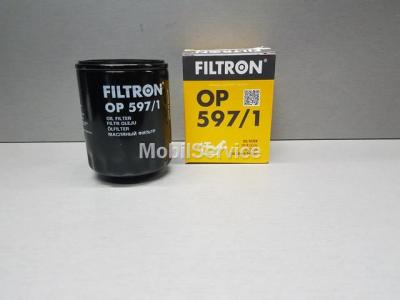 FILTRON
OP 597/1
OIL FILTER
FILTR OLEJU
ÖLFILTER
МАСЛЯНЫЙ ФИЛЬТР
FILTRON
OP
597/1
MobilService